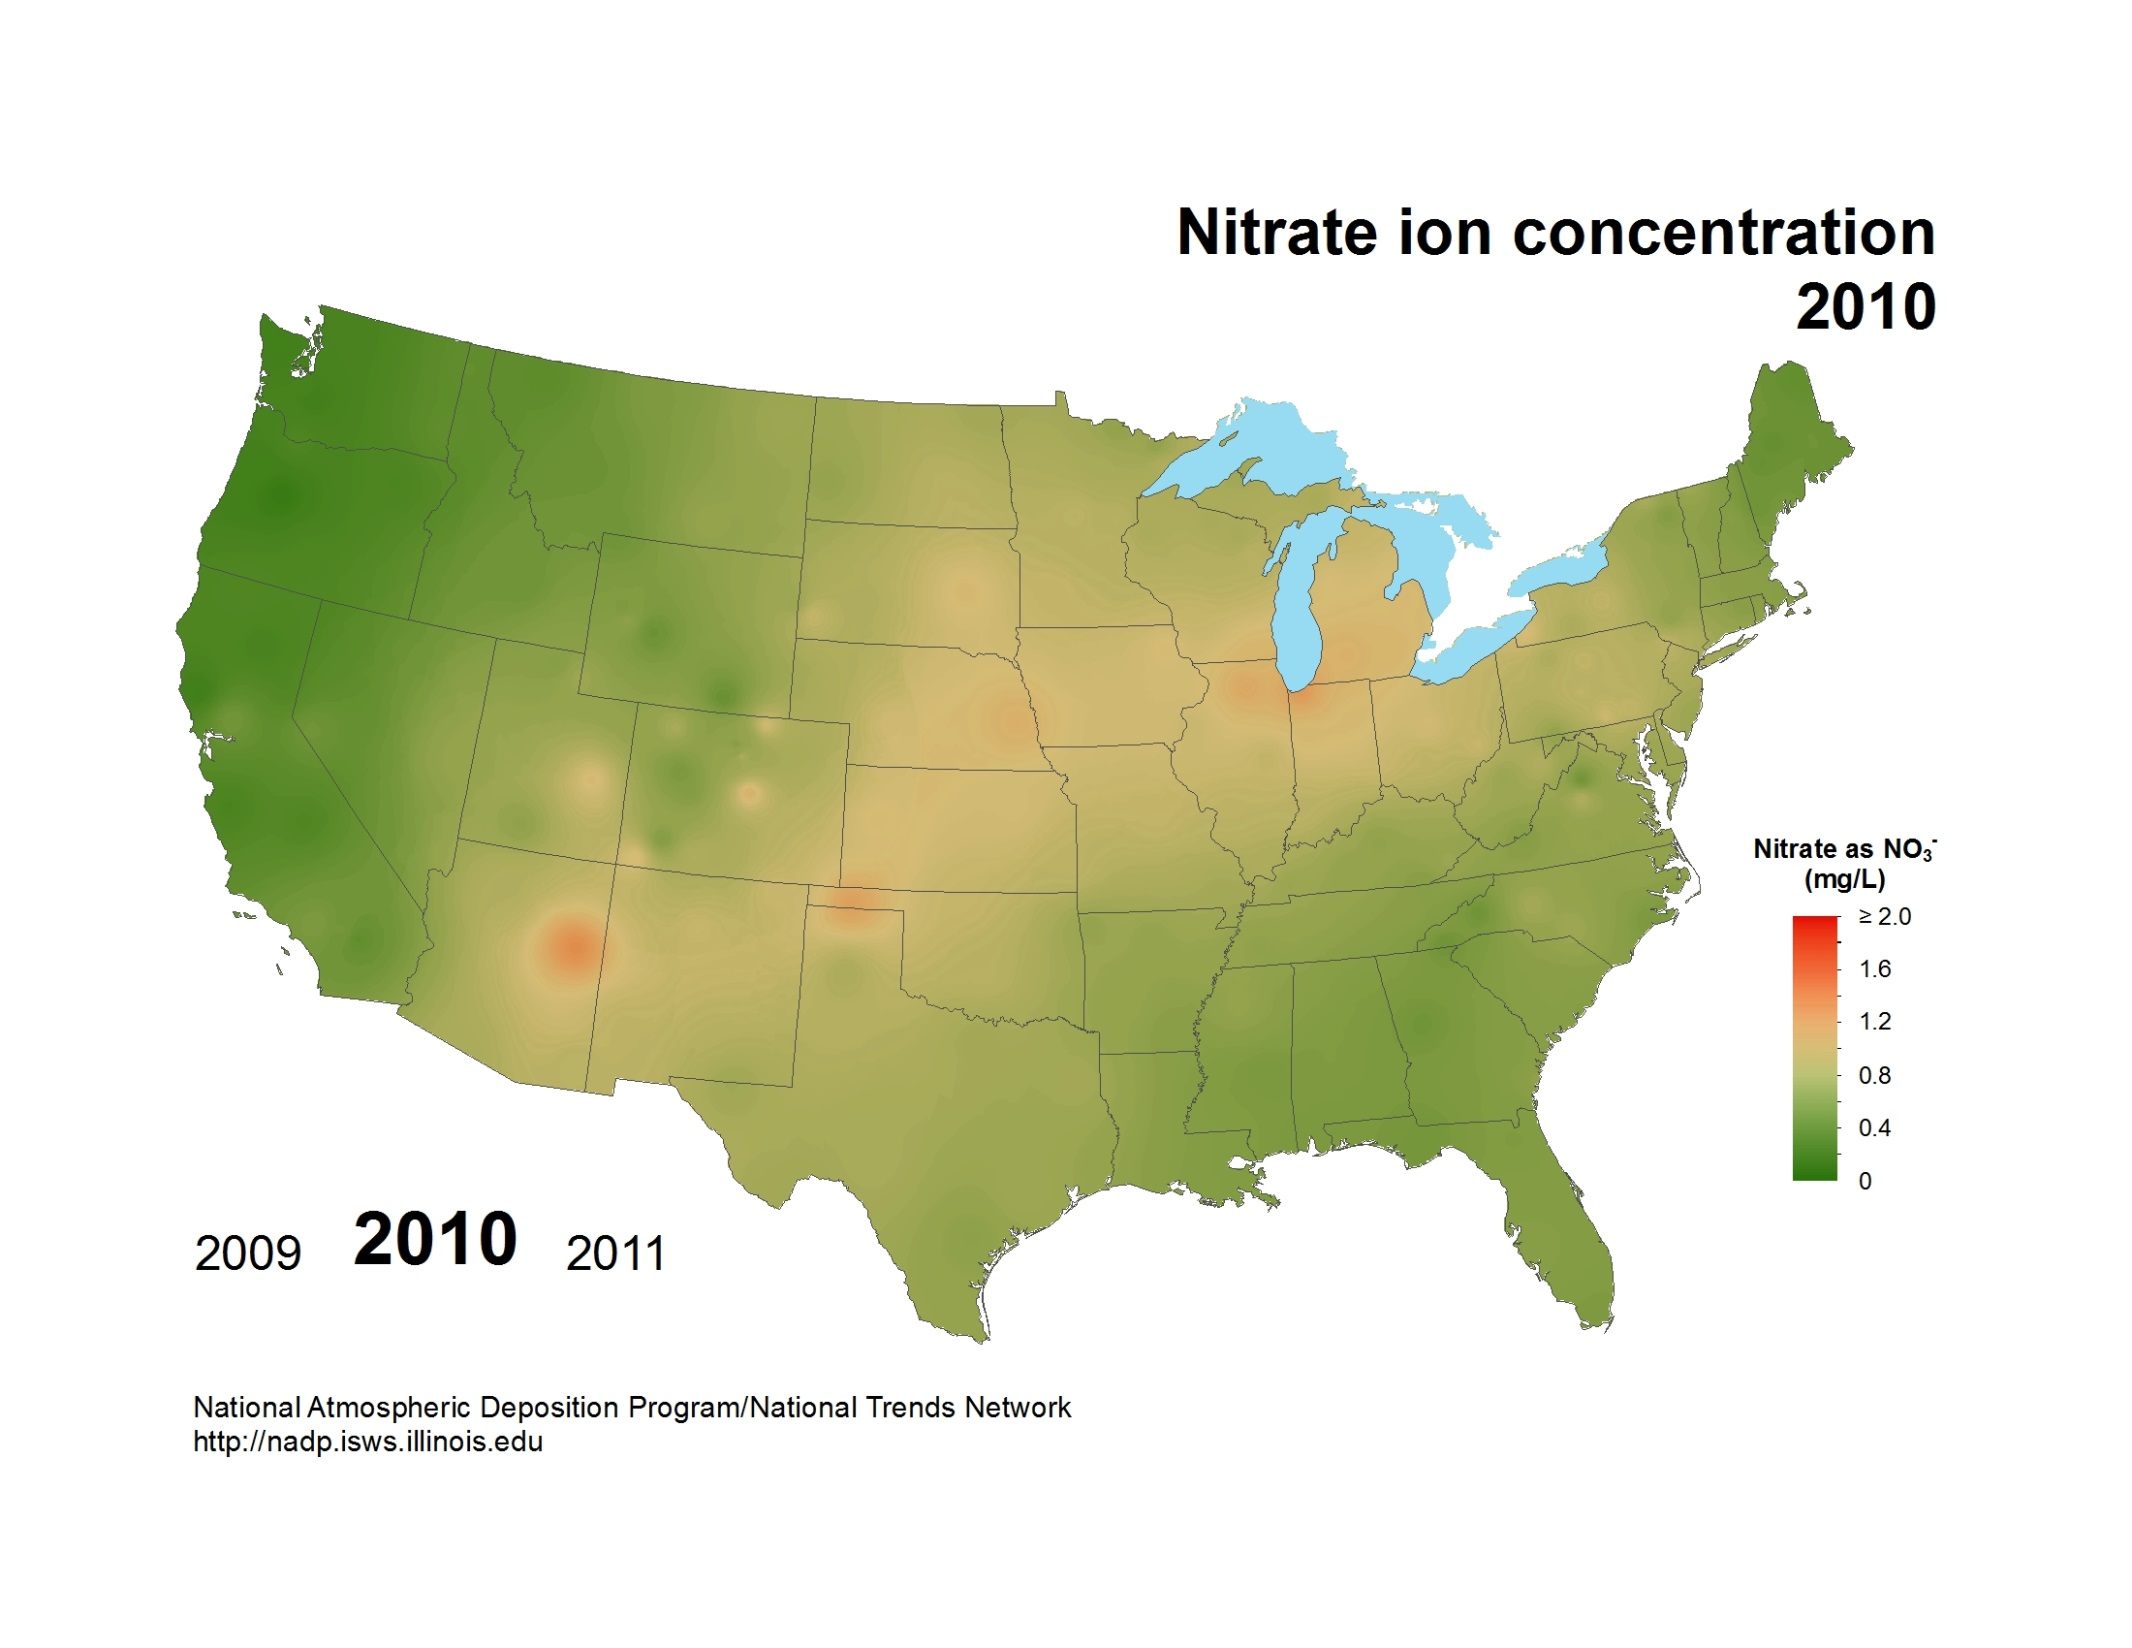 Nitrate ion concentration
2010
Nitrate as NO₃⁻
(mg/L)
≥ 2.0
1.6
1.2
0.8
0.4
0
2009 2010 2011
National Atmospheric Deposition Program/National Trends Network
http://nadp.isws.illinois.edu